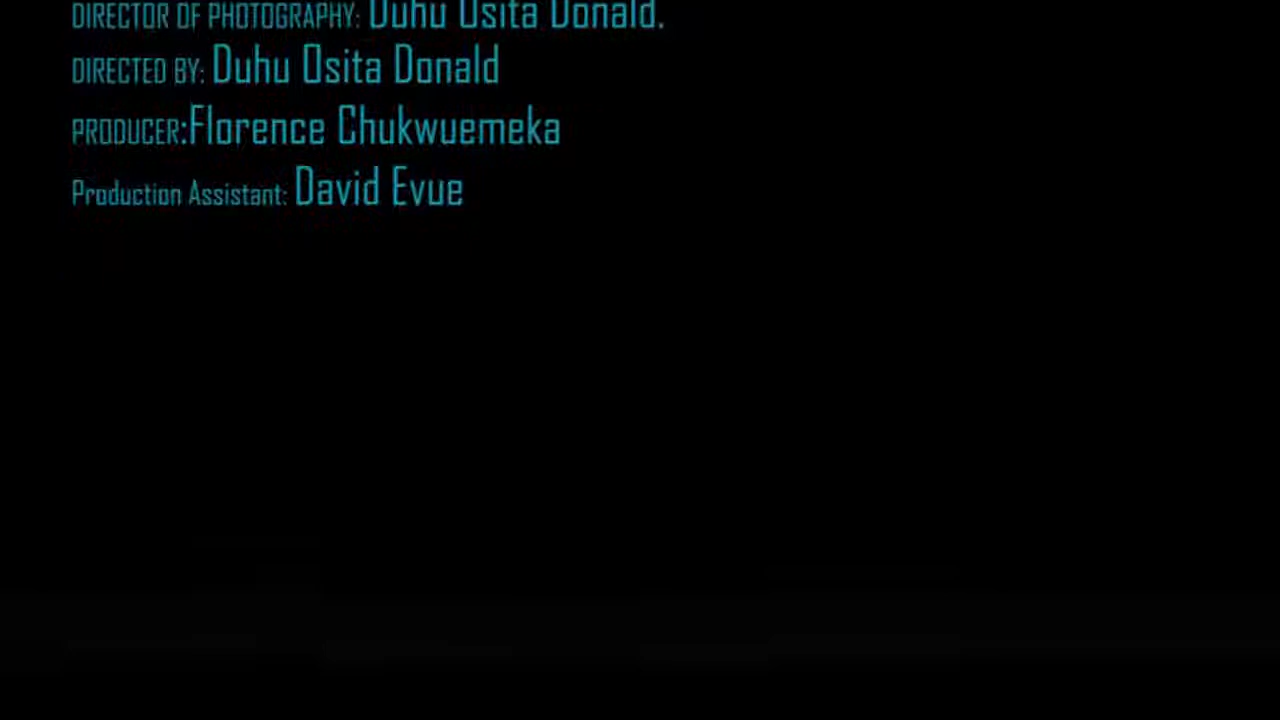 DIRECTOR OF PHOTOGRAPHY: Duhu Osita Donald.
DIRECTED BY: Duhu Osita Donald
PRODUCER:Florence Chukwuemeka
Production Assistant: David Evue